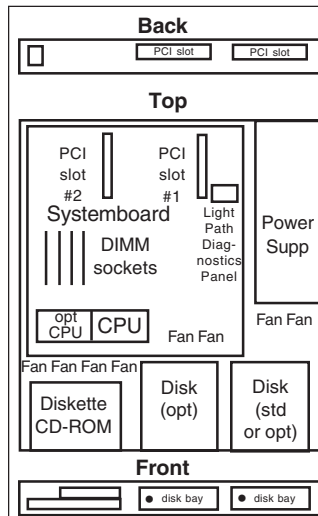 Back
PCI slot
PCI slot
Top
PCI
slot
#2
PCI
slot
#1
Systemboard
DIMM
sockets
Light
Path
Diag-
nostics
Panel
Power
Supp
opt
CPU
CPU
Fan Fan
Fan Fan
Fan Fan Fan Fan
Diskette
CD-ROM
Disk
(opt)
Disk
(std
or opt)
Front
disk bay
disk bay